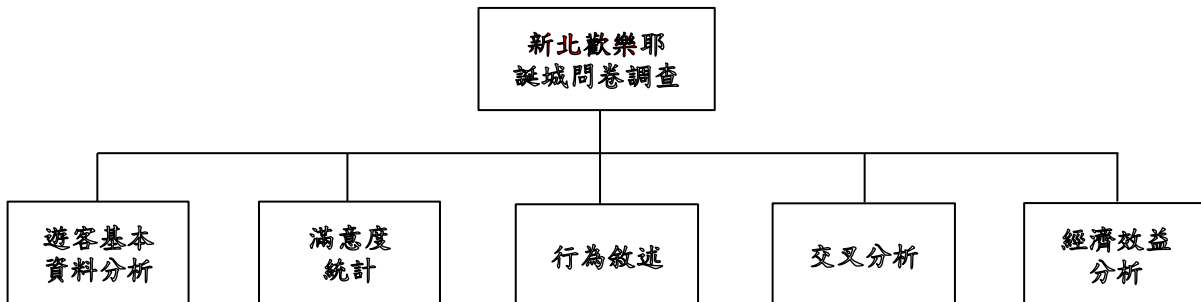 新北歡樂耶
誕城問卷調查
遊客基本
資料分析
滿意度
統計
行為敘述
交叉分析
經濟效益
分析